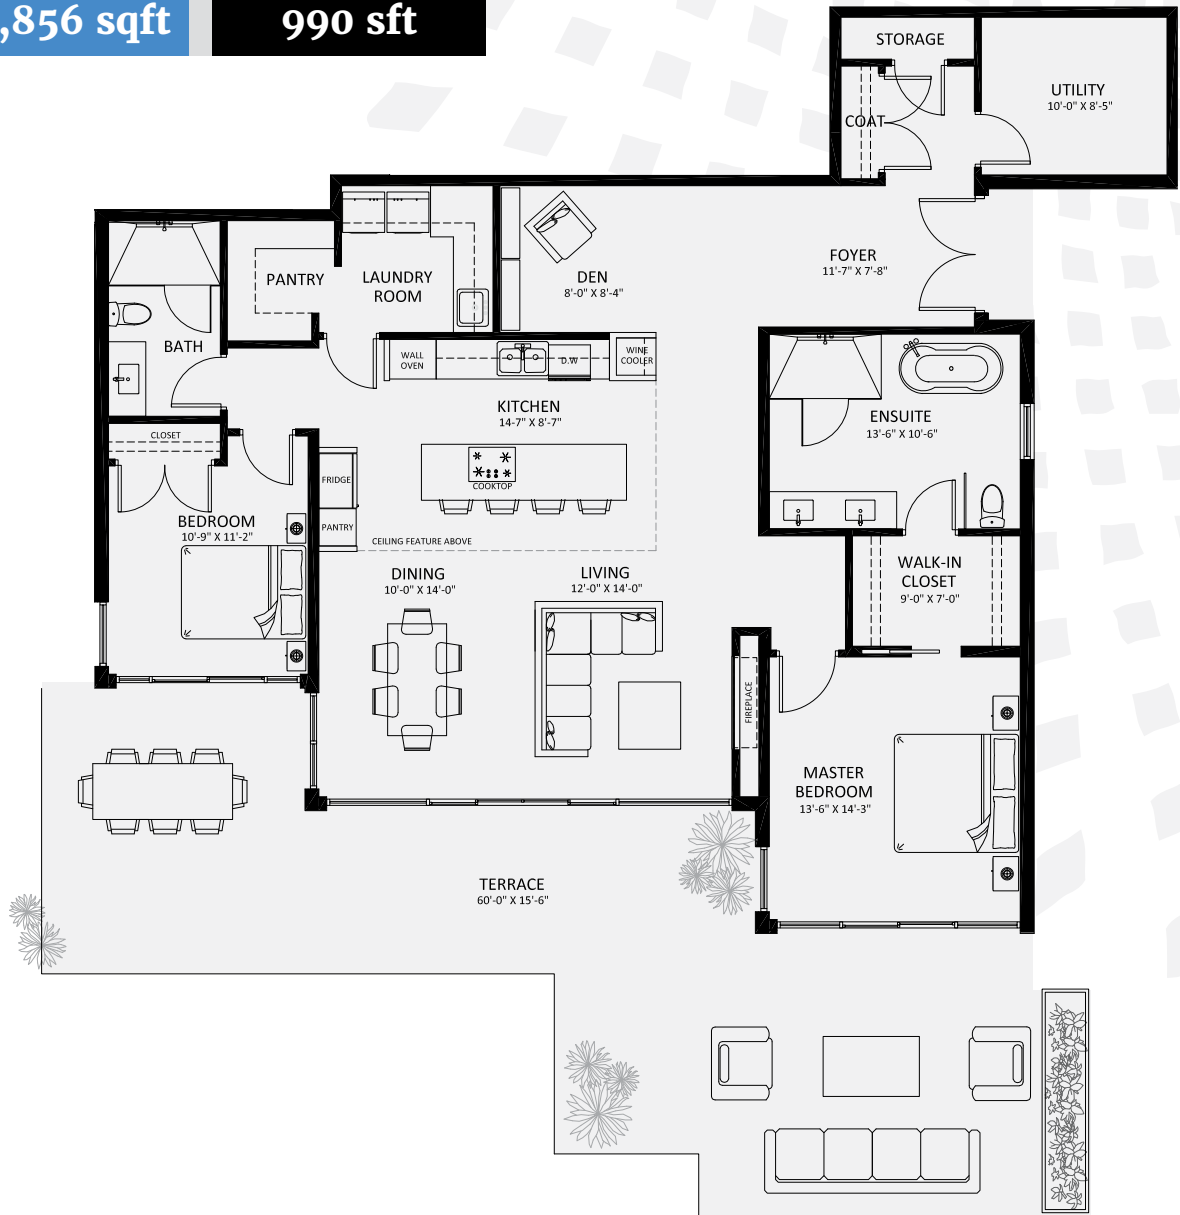 ,856 sqft
990 sft
STORAGE
UTILITY
10'-0" X 8'-5"
COAT
FOYER
11'-7" X 7'-8"
DEN
8'-0" X 8'-4"
LAUNDRY
ROOM
PANTRY
BATH
WALL
OVEN
D.W
WINE
COOLER
KITCHEN
14-7" X 8'-7"
ENSUITE
13'-6" X 10'-6"
CLOSET
FRIDGE
COOKTOP
PANTRY
BEDROOM
10'-9" X 11'-2"
CEILING FEATURE ABOVE
DINING
10'-0" X 14'-0"
LIVING
12'-0" X 14'-0"
WALK-IN
CLOSET
9'-0" X 7'-0"
FIREPLACE
MASTER
BEDROOM
13'-6" X 14'-3"
TERRACE
60'-0" X 15'-6"